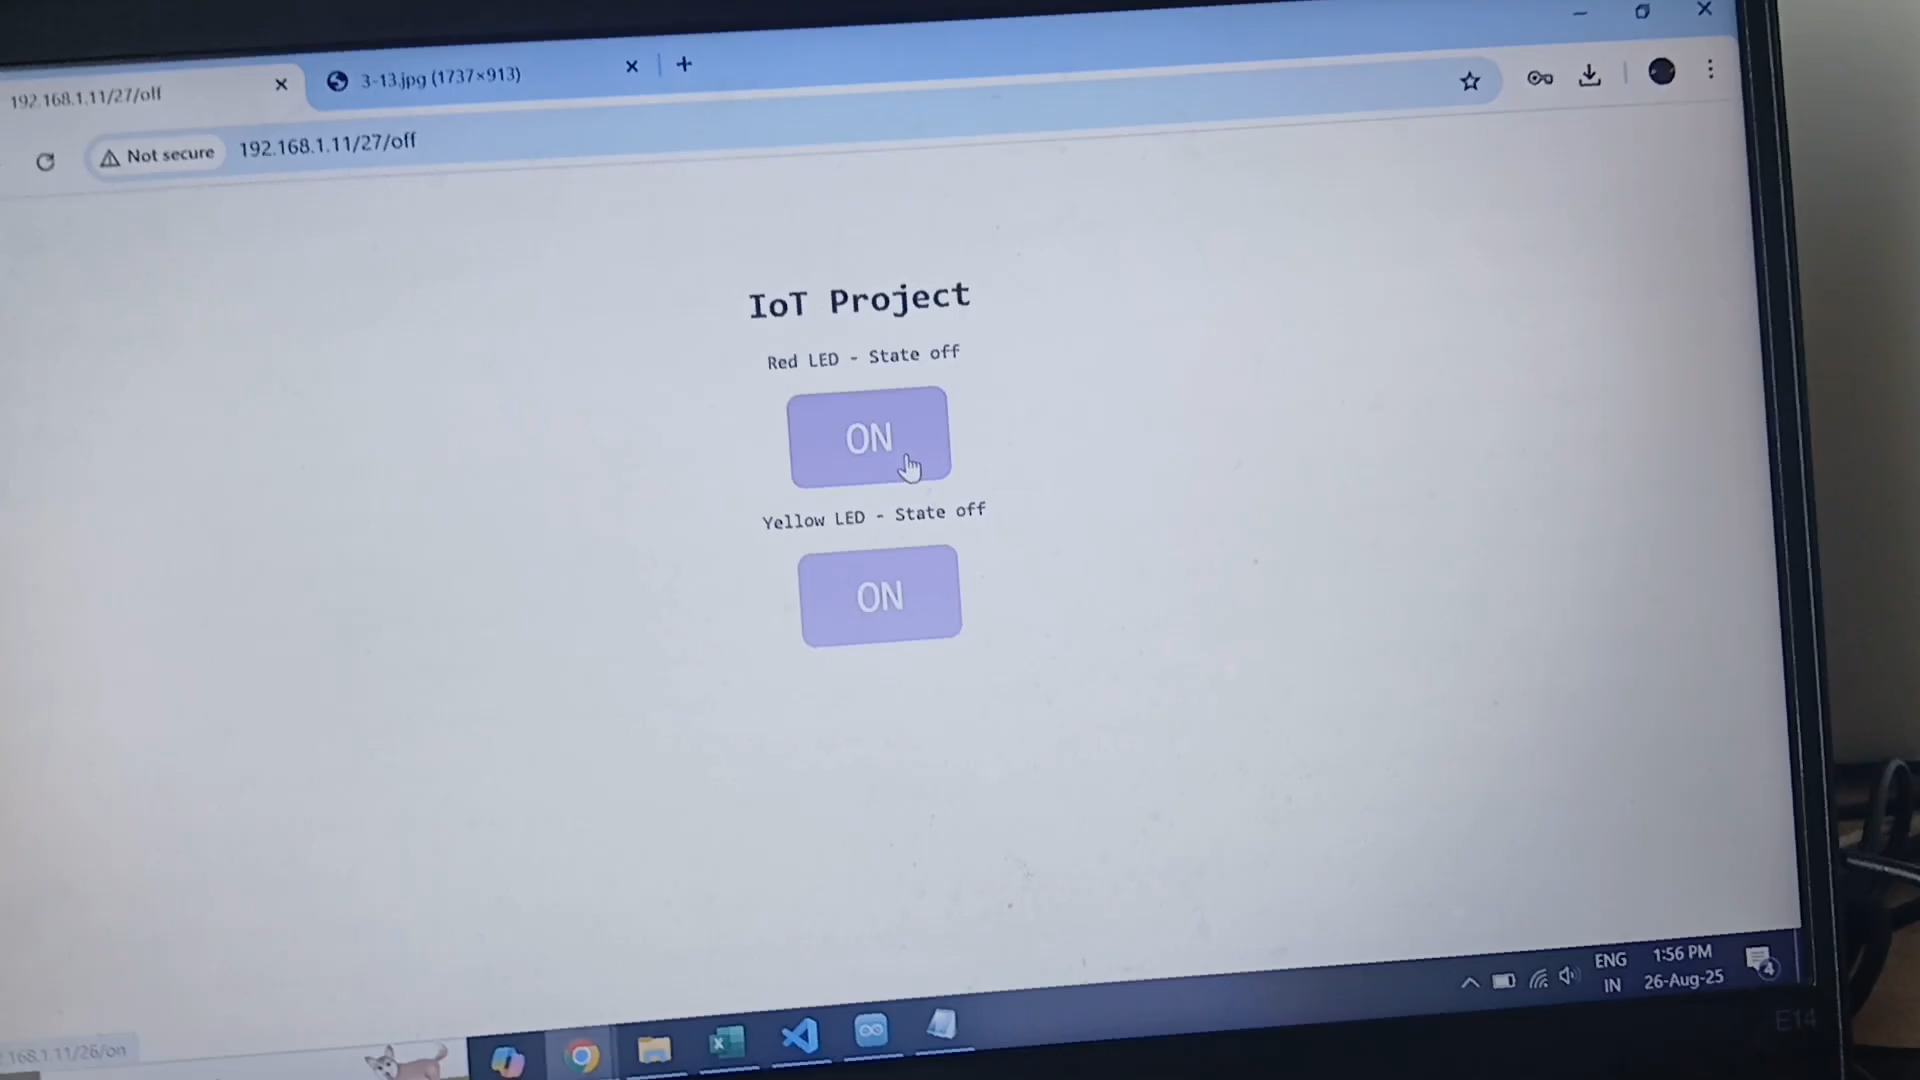 192.168.1.11/27/off
3-13.jpg (1737×913)
Not secure
192.168.1.11/27/off
IoT Project
Red LED - State off
ON
Yellow LED - State off
ON
.168.1.11/26/on
ENG
IN
1:56 PM
26-Aug-25
4
E14